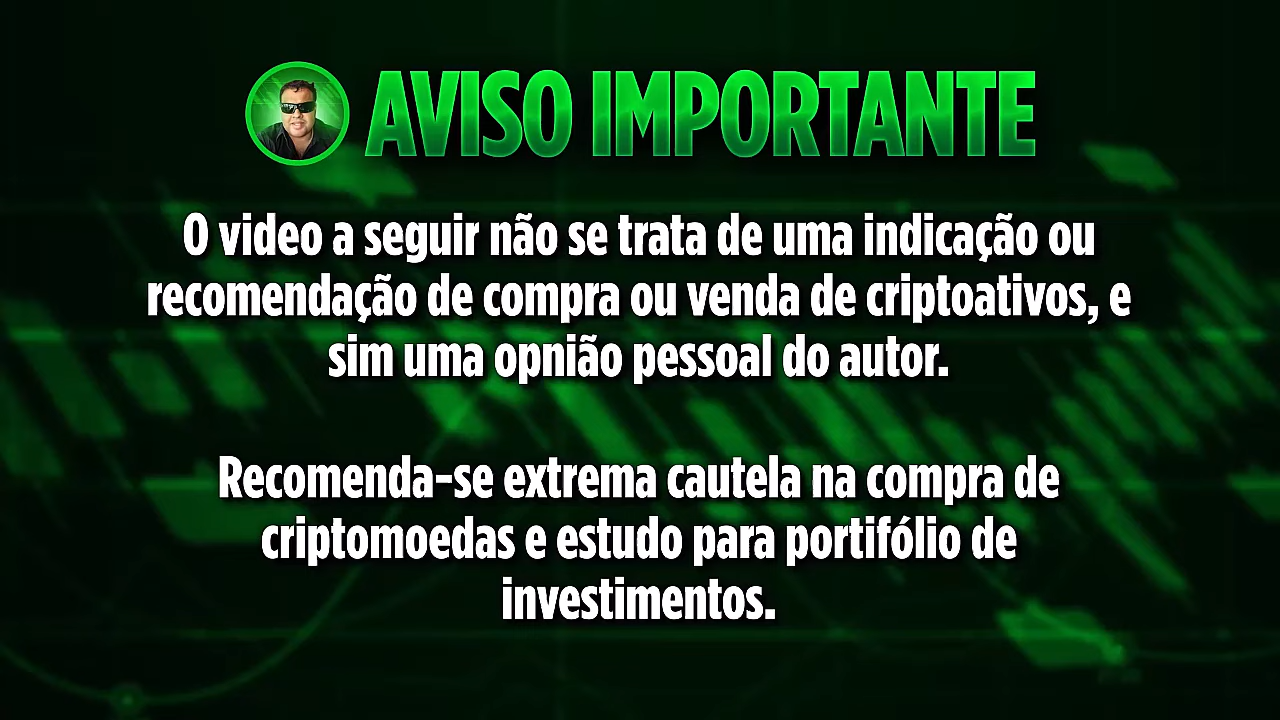 AVISO IMPORTANTE
O video a seguir não se trata de uma indicação ou
recomendação de compra ou venda de criptoativos, e
sim uma opnião pessoal do autor.
Recomenda-se extrema cautela na compra de
criptomoedas e estudo para portifólio de
investimentos.